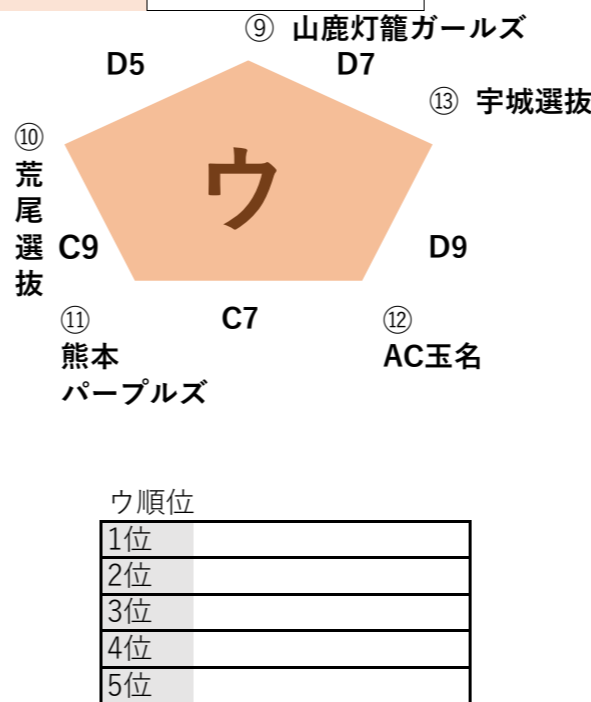 ⑨ 山鹿灯籠ガールズ
D5
D7
⑬ 宇城選抜
⑩
荒尾選抜
ウ
C9
D9
C7
⑪
熊本
パープルズ
⑫
AC玉名
ウ順位
1位
2位
3位
4位
5位